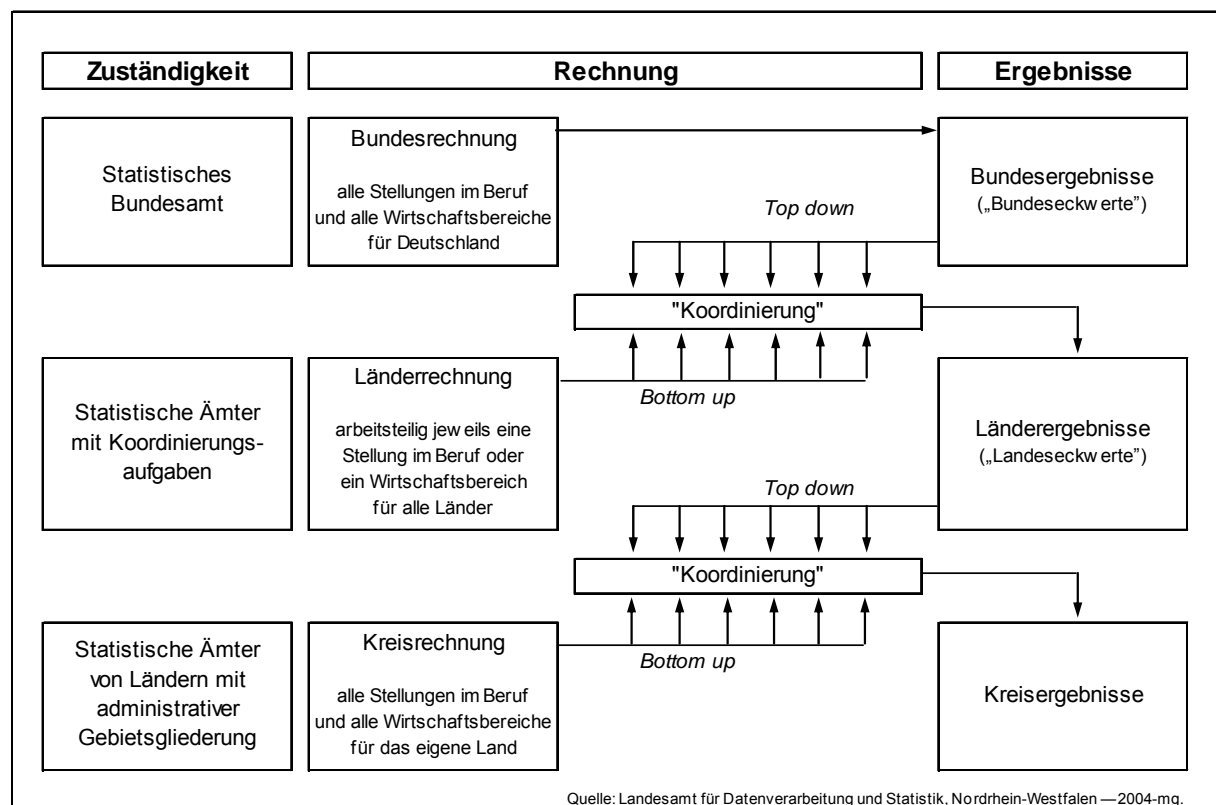 Zuständigkeit
Rechnung
Ergebnisse
Statistisches
Bundesamt
Bundesrechnung
alle Stellungen im Beruf
und alle Wirtschaftsbereiche
für Deutschland
Top down
Bundesergebnisse
(„Bundeseckwerte”)
"Koordinierung"
Statistische Ämter
mit Koordinierungs-
aufgaben
Länderrechnung
arbeitsteilig jeweils eine
Stellung im Beruf oder
ein Wirtschaftsbereich
für alle Länder
Bottom up
Länderergebnisse
(„Landeseckwerte”)
Top down
"Koordinierung"
Statistische Ämter
von Ländern mit
administrativer
Gebietsgliederung
Kreisrechnung
alle Stellungen im Beruf
und alle Wirtschaftsbereiche
für das eigene Land
Bottom up
Kreisergebnisse
Quelle: Landesamt für Datenverarbeitung und Statistik, Nordrhein-Westfalen —2004-mg.